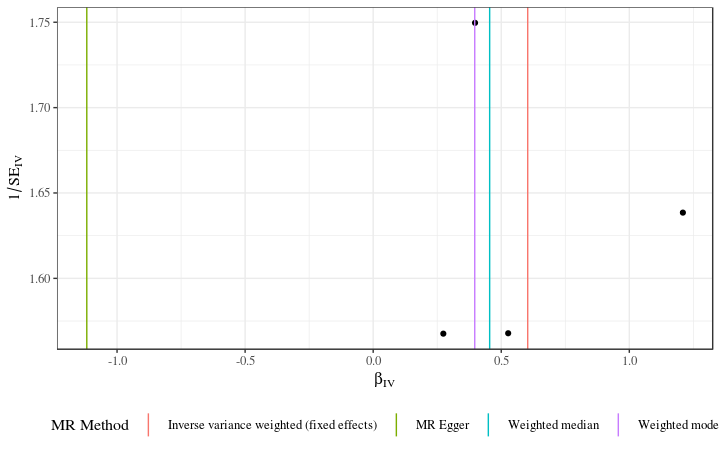 1.75
1.70
1.65
1.60
1/SE_IV
-1.0 -0.5 0.0 0.5 1.0
β_IV
MR Method Inverse variance weighted (fixed effects) MR Egger Weighted median Weighted mode